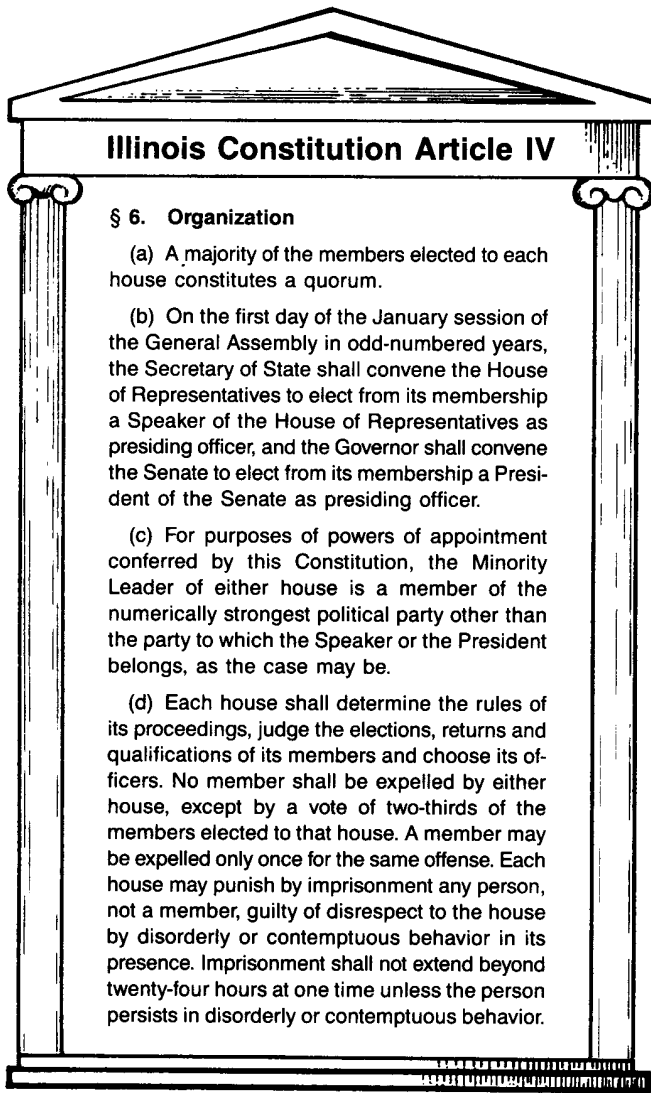 Illinois Constitution Article IV
§ 6. Organization
(a) A majority of the members elected to each
house constitutes a quorum.
(b) On the first day of the January session of
the General Assembly in odd-numbered years,
the Secretary of State shall convene the House
of Representatives to elect from its membership
a Speaker of the House of Representatives as
presiding officer, and the Governor shall convene
the Senate to elect from its membership a Presi-
dent of the Senate as presiding officer.
(c) For purposes of powers of appointment
conferred by this Constitution, the Minority
Leader of either house is a member of the
numerically strongest political party other than
the party to which the Speaker or the President
belongs, as the case may be.
(d) Each house shall determine the rules of
its proceedings, judge the elections, returns and
qualifications of its members and choose its of-
ficers. No member shall be expelled by either
house, except by a vote of two-thirds of the
members elected to that house. A member may
be expelled only once for the same offense. Each
house may punish by imprisonment any person,
not a member, guilty of disrespect to the house
by disorderly or contemptuous behavior in its
presence. Imprisonment shall not extend beyond
twenty-four hours at one time unless the person
persists in disorderly or contemptuous behavior.